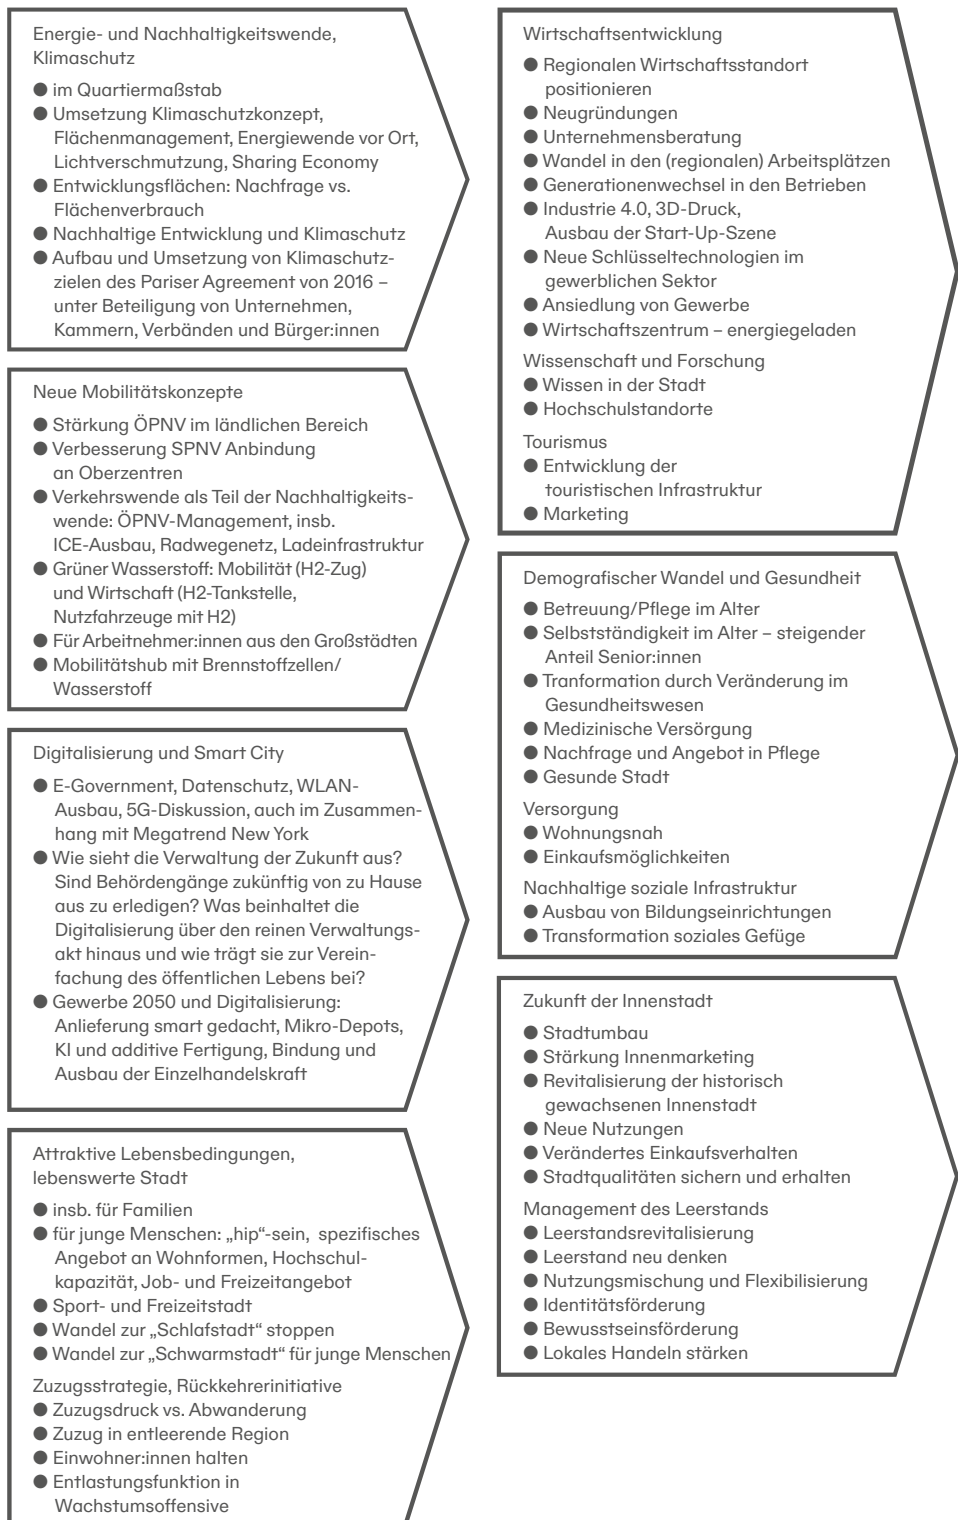 Energie- und Nachhaltigkeitswende,
Klimaschutz
● im Quartiermaßstab
● Umsetzung Klimaschutzkonzept,
Flächenmanagement, Energiewende vor Ort,
Lichtverschmutzung, Sharing Economy
● Entwicklungsflächen: Nachfrage vs.
Flächenverbrauch
● Nachhaltige Entwicklung und Klimaschutz
● Aufbau und Umsetzung von Klimaschutz-
zielen des Pariser Agreement von 2016 –
unter Beteiligung von Unternehmen,
Kammern, Verbänden und Bürger:innen
Neue Mobilitätskonzepte
● Stärkung ÖPNV im ländlichen Bereich
● Verbesserung SPNV Anbindung
an Oberzentren
● Verkehrswende als Teil der Nachhaltigkeits-
wende: ÖPNV-Management, insb.
ICE-Ausbau, Radwegenetz, Ladeinfrastruktur
● Grüner Wasserstoff: Mobilität (H2-Zug)
und Wirtschaft (H2-Tankstelle,
Nutzfahrzeuge mit H2)
● Für Arbeitnehmer:innen aus den Großstädten
● Mobilitätshub mit Brennstoffzellen/
Wasserstoff
Digitalisierung und Smart City
● E-Government, Datenschutz, WLAN-
Ausbau, 5G-Diskussion, auch im Zusammen-
hang mit Megatrend New York
● Wie sieht die Verwaltung der Zukunft aus?
Sind Behördengänge zukünftig von zu Hause
aus zu erledigen? Was beinhaltet die
Digitalisierung über den reinen Verwaltungs-
akt hinaus und wie trägt sie zur Verein-
fachung des öffentlichen Lebens bei?
● Gewerbe 2050 und Digitalisierung:
Anlieferung smart gedacht, Mikro-Depots,
KI und additive Fertigung, Bindung und
Ausbau der Einzelhandelskraft
Attraktive Lebensbedingungen,
lebenswerte Stadt
● insb. für Familien
● für junge Menschen: „hip“-sein, spezifisches
Angebot an Wohnformen, Hochschul-
kapazität, Job- und Freizeitangebot
● Sport- und Freizeitstadt
● Wandel zur „Schlafstadt“ stoppen
● Wandel zur „Schwarmstadt“ für junge Menschen
Zuzugsstrategie, Rückkehrerinitiative
● Zuzugsdruck vs. Abwanderung
● Zuzug in entleerende Region
● Einwohner:innen halten
● Entlastungsfunktion in
Wachstumsoffensive
Wirtschaftsentwicklung
● Regionalen Wirtschaftsstandort
positionieren
● Neugründungen
● Unternehmensberatung
● Wandel in den (regionalen) Arbeitsplätzen
● Generationenwechsel in den Betrieben
● Industrie 4.0, 3D-Druck,
Ausbau der Start-Up-Szene
● Neue Schlüsseltechnologien im
gewerblichen Sektor
● Ansiedlung von Gewerbe
● Wirtschaftszentrum – energiegeladen
Wissenschaft und Forschung
● Wissen in der Stadt
● Hochschulstandorte
Tourismus
● Entwicklung der
touristischen Infrastruktur
● Marketing
Demografischer Wandel und Gesundheit
● Betreuung/Pflege im Alter
● Selbstständigkeit im Alter – steigender
Anteil Senior:innen
● Tranformation durch Veränderung im
Gesundheitswesen
● Medizinische Versörgung
● Nachfrage und Angebot in Pflege
● Gesunde Stadt
Versorgung
● Wohnungsnah
● Einkaufsmöglichkeiten
Nachhaltige soziale Infrastruktur
● Ausbau von Bildungseinrichtungen
● Transformation soziales Gefüge
Zukunft der Innenstadt
● Stadtumbau
● Stärkung Innenmarketing
● Revitalisierung der historisch
gewachsenen Innenstadt
● Neue Nutzungen
● Verändertes Einkaufsverhalten
● Stadtqualitäten sichern und erhalten
Management des Leerstands
● Leerstandsrevitalisierung
● Leerstand neu denken
● Nutzungsmischung und Flexibilisierung
● Identitätsförderung
● Bewusstseinsförderung
● Lokales Handeln stärken